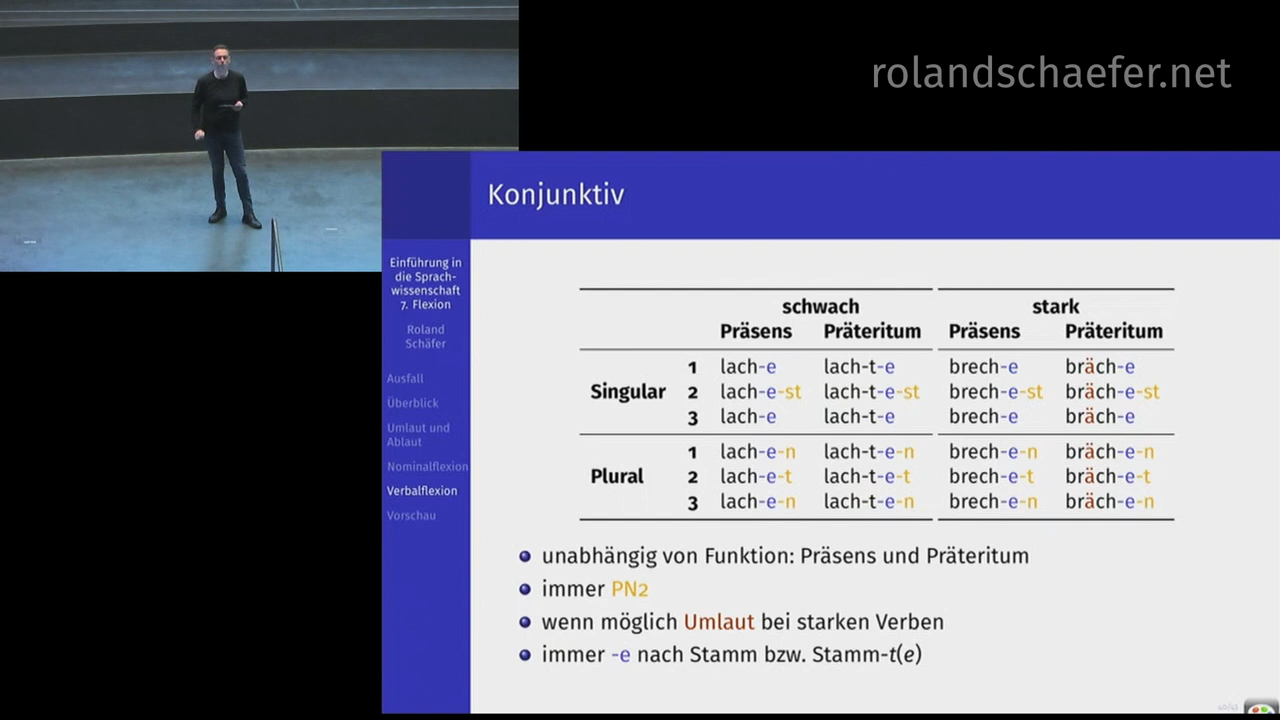 rolandschaefer.net
Konjunktiv
Einführung in
die Sprach-
wissenschaft
7. Flexion
Roland
Schäfer
Ausfall
Überblick
Umlaut und
Ablaut
Nominalflexion
Verbalflexion
Vorschau
schwach stark
Präsens Präteritum Präsens Präteritum
1 lach-e lach-t-e brech-e bräch-e
Singular 2 lach-e-st lach-t-e-st brech-e-st bräch-e-st
3 lach-e lach-t-e brech-e bräch-e
1 lach-e-n lach-t-e-n brech-e-n bräch-e-n
Plural 2 lach-e-t lach-t-e-t brech-e-t bräch-e-t
3 lach-e-n lach-t-e-n brech-e-n bräch-e-n
unabhängig von Funktion: Präsens und Präteritum
immer PN2
wenn möglich Umlaut bei starken Verben
immer -e nach Stamm bzw. Stamm-t(e)